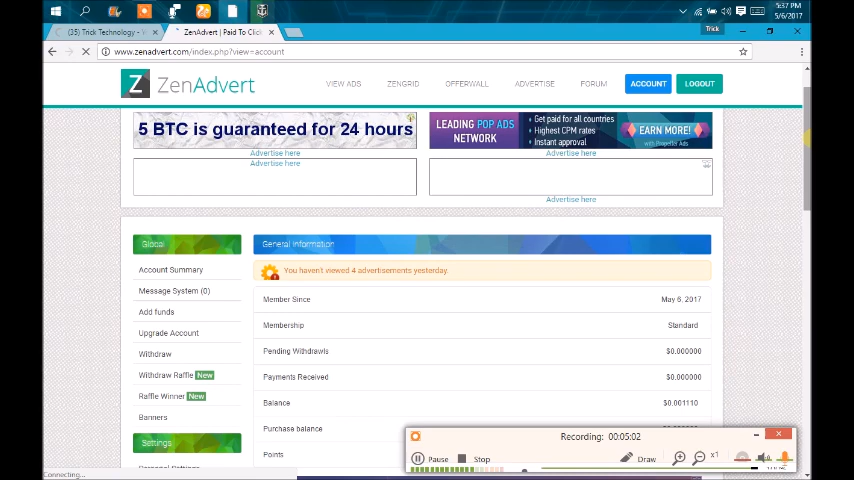 5:37 PM
5/6/2017
Trick
(35) Trick Technology -
ZenAdvert | Paid To Click
www.zenadvert.com/index.php?view=account
Z ZenAdvert
VIEW ADS
ZENGRID
OFFERWALL
ADVERTISE
FORUM
ACCOUNT
LOGOUT
5 BTC is guaranteed for 24 hours
LEADING POP ADS
NETWORK
• Get paid for all countries
• Highest CPM rates
• Instant approval
EARN MORE!
with Propeller Ads
Advertise here
Advertise here
Advertise here
Advertise here
Global
Account Summary
Message System (0)
Add funds
Upgrade Account
Withdraw
Withdraw Raffle New
Raffle Winner New
Banners
Settings
General Information
You haven't viewed 4 advertisements yesterday.
Member Since May 6, 2017
Membership Standard
Pending Withdrawls $0.000000
Payments Received $0.000000
Balance $0.001110
Purchase balance
Points
Recording: 00:05:02
Pause
Stop
Draw
x1
Connecting...